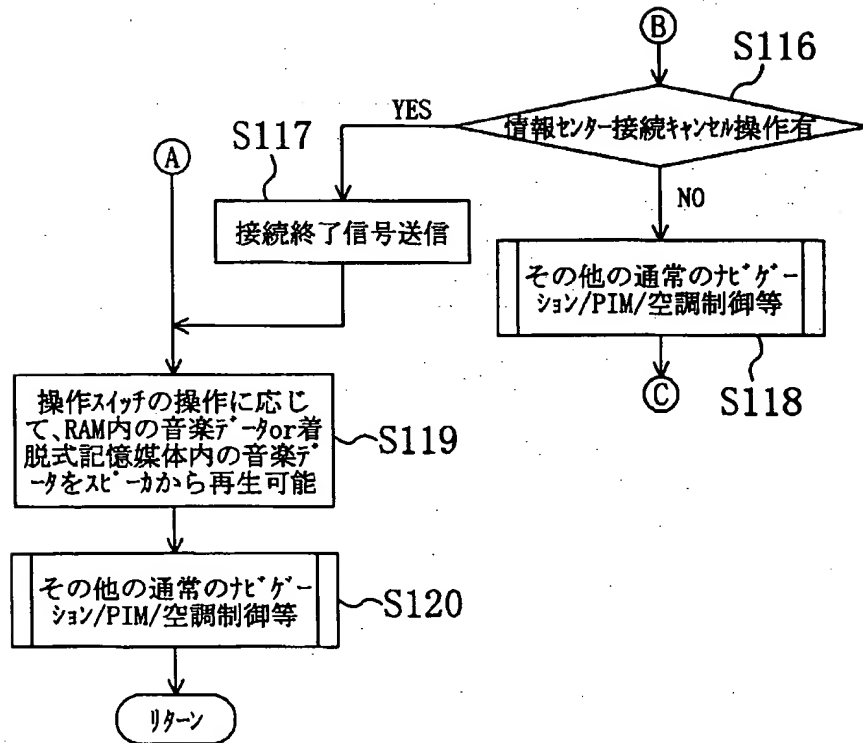 B
S116
YES
情報ｾﾝﾀｰ接続ｷｬﾝｾﾙ操作有
A
S117
NO
接続終了信号送信
その他の通常のﾅﾋﾞｹﾞｰ
ｼｮﾝ/PIM/空調制御等
C
S118
操作ｽｲｯﾁの操作に応じ
て､RAM内の音楽ﾃﾞｰﾀor着
脱式記憶媒体内の音楽ﾃﾞ
ｰﾀをｽﾋﾟｰｶから再生可能
S119
その他の通常のﾅﾋﾞｹﾞｰ
ｼｮﾝ/PIM/空調制御等
S120
ﾘﾀｰﾝ